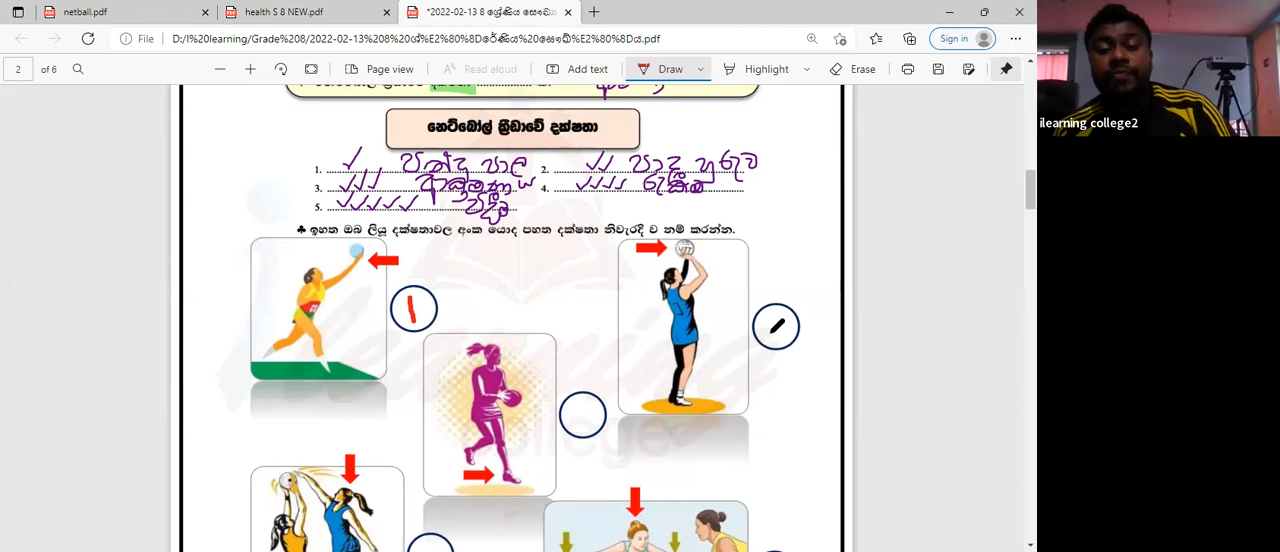 netball.pdf
health S 8 NEW.pdf
*2022-02-13 8 ශ්‍රේණිය සෞඛ්‍ය
File
D:/I%20learning/Grade%208/2022-02-13%208%20ශ්%E2%80%8Dරේණිය%20සෞඛ්%E2%80%8Dය.pdf
Sign in
2 of 6
Page view
Read aloud
Add text
Draw
Highlight
Erase
ilearning college2
නෙට්බෝල් ක්‍රීඩාවේ දක්ෂතා
1. පන්දු පාල
2. පාද හුරුව
3.
4. රැකීම
5. විදීම
♣ ඉහත ඔබ ලියූ දක්ෂතාවල අංක යොද පහත දක්ෂතා නිවැරදි ව නම් කරන්න.
1